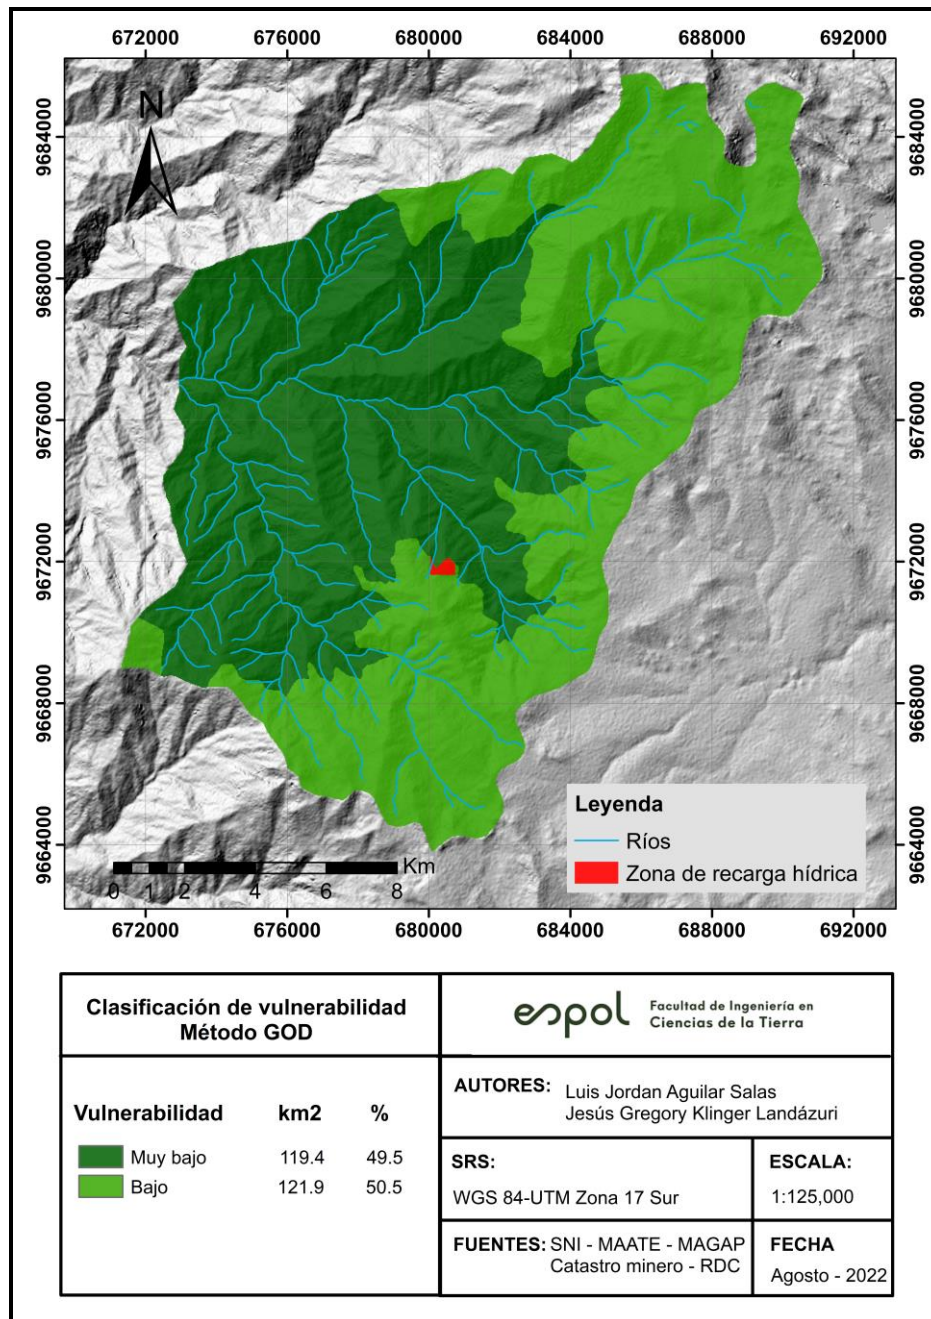 672000 676000 680000 684000 688000 692000
N
9684000 9684000
9680000 9680000
9676000 9676000
9672000 9672000
9668000 9668000
9664000 9664000
Leyenda
Ríos
Zona de recarga hídrica
Km
0 1 2 4 6 8
672000 676000 680000 684000 688000 692000
Clasificación de vulnerabilidad
Método GOD
Vulnerabilidad km2 %
Muy bajo 119.4 49.5
Bajo 121.9 50.5
espol Facultad de Ingeniería en
Ciencias de la Tierra
AUTORES: Luis Jordan Aguilar Salas
Jesús Gregory Klinger Landázuri
SRS:
WGS 84-UTM Zona 17 Sur
ESCALA:
1:125,000
FUENTES: SNI - MAATE - MAGAP
Catastro minero - RDC
FECHA
Agosto - 2022